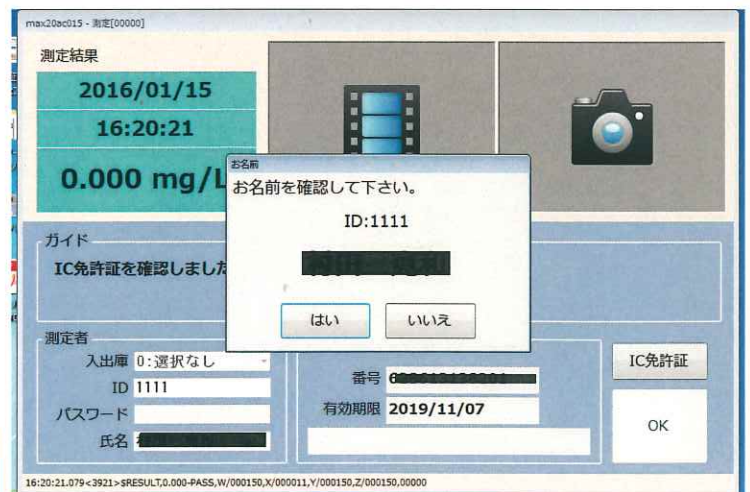 max20ac015 - 測定[00000]
測定結果
2016/01/15
16:20:21
0.000 mg/L
お名前
お名前を確認して下さい。
ID:1111
はい
いいえ
ガイド
IC免許証を確認しました
測定者
入出庫 0:選択なし
ID 1111
パスワード
氏名
番号
有効期限 2019/11/07
IC免許証
OK
16:20:21.079<3921>$RESULT,0.000-PASS,W/000150,X/000011,Y/000150,Z/000150,00000